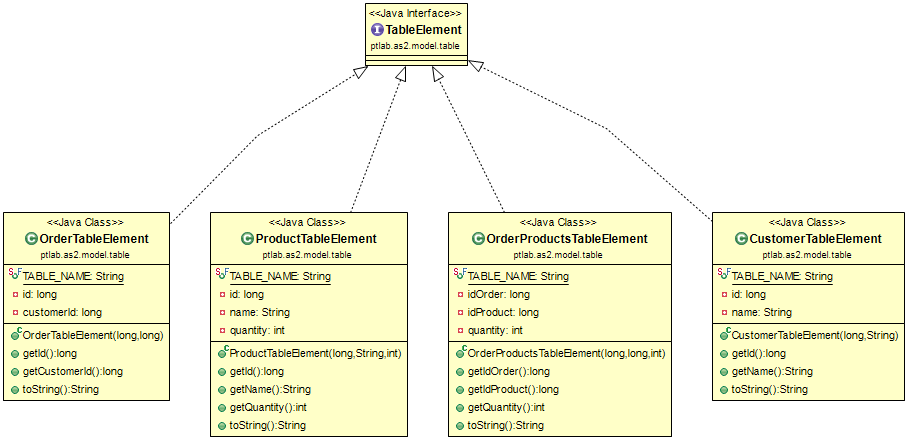 <<Java Interface>>
TableElement
ptlab.as2.model.table
<<Java Class>>
OrderTableElement
ptlab.as2.model.table
TABLE_NAME: String
id: long
customerId: long
OrderTableElement(long,long)
getId():long
getCustomerId():long
toString():String
<<Java Class>>
ProductTableElement
ptlab.as2.model.table
TABLE_NAME: String
id: long
name: String
quantity: int
ProductTableElement(long,String,int)
getId():long
getName():String
getQuantity():int
toString():String
<<Java Class>>
OrderProductsTableElement
ptlab.as2.model.table
TABLE_NAME: String
idOrder: long
idProduct: long
quantity: int
OrderProductsTableElement(long,long,int)
getIdOrder():long
getIdProduct():long
getQuantity():int
toString():String
<<Java Class>>
CustomerTableElement
ptlab.as2.model.table
TABLE_NAME: String
id: long
name: String
CustomerTableElement(long,String)
getId():long
getName():String
toString():String